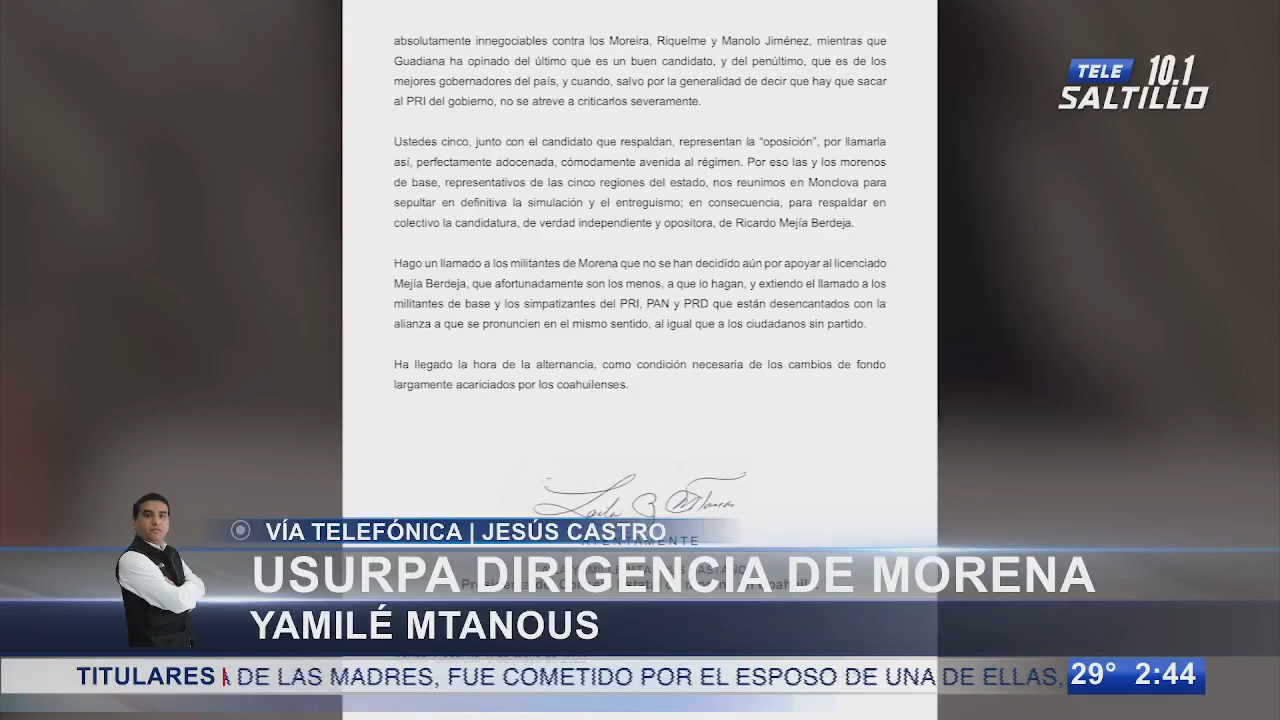 absolutamente innegociables contra los Moreira, Riquelme y Manolo Jiménez, mientras que
Guadiana ha opinado del último que es un buen candidato, y del penúltimo, que es de los
mejores gobernadores del país, y cuando, salvo por la generalidad de decir que hay que sacar
al PRI del gobierno, no se atreve a criticarlos severamente.
Ustedes cinco, junto con el candidato que respaldan, representan la “oposición”, por llamarla
así, perfectamente adocenada, cómodamente avenida al régimen. Por eso las y los morenos
de base, representativos de las cinco regiones del estado, nos reunimos en Monclova para
sepultar en definitiva la simulación y el entreguismo; en consecuencia, para respaldar en
colectivo la candidatura, de verdad independiente y opositora, de Ricardo Mejía Berdeja.
Hago un llamado a los militantes de Morena que no se han decidido aún por apoyar al licenciado
Mejía Berdeja, que afortunadamente son los menos, a que lo hagan, y extiendo el llamado a los
militantes de base y los simpatizantes del PRI, PAN y PRD que están desencantados con la
alianza a que se pronuncien en el mismo sentido, al igual que a los ciudadanos sin partido.
Ha llegado la hora de la alternancia, como condición necesaria de los cambios de fondo
largamente acariciados por los coahuilenses.
TELE 10.1
SALTILLO
VÍA TELEFÓNICA | JESÚS CASTRO
ATENTAMENTE
USURPA DIRIGENCIA DE MORENA
YAMILÉ MTANOUS
TITULARES A DE LAS MADRES, FUE COMETIDO POR EL ESPOSO DE UNA DE ELLAS,
29° 2:44